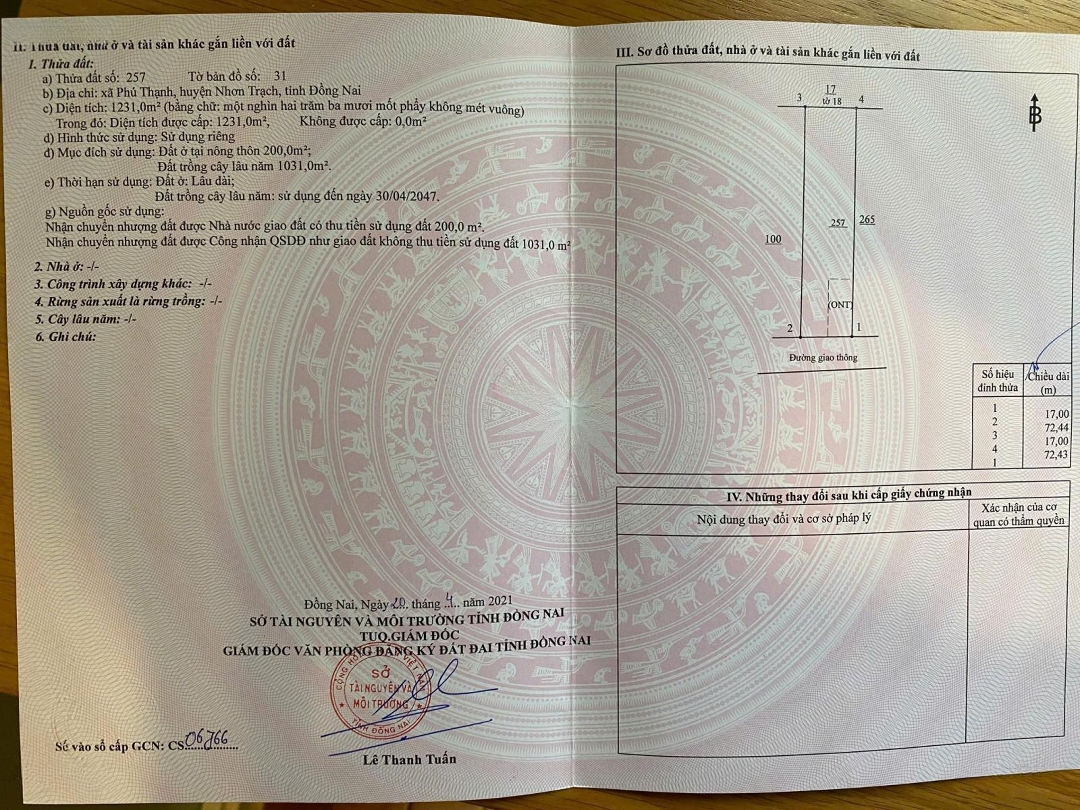 II. Thửa đất, nhà ở và tài sản khác gắn liền với đất
1. Thửa đất:
a) Thửa đất số: 257 Tờ bản đồ số: 31
b) Địa chỉ: xã Phú Thạnh, huyện Nhơn Trạch, tỉnh Đồng Nai
c) Diện tích: 1231,0m² (bằng chữ: một nghìn hai trăm ba mươi mốt phẩy không mét vuông)
Trong đó: Diện tích được cấp: 1231,0m², Không được cấp: 0,0m²
d) Hình thức sử dụng: Sử dụng riêng
đ) Mục đích sử dụng: Đất ở tại nông thôn 200,0m²;
Đất trồng cây lâu năm 1031,0m².
e) Thời hạn sử dụng: Đất ở: Lâu dài;
Đất trồng cây lâu năm: sử dụng đến ngày 30/04/2047.
g) Nguồn gốc sử dụng:
Nhận chuyển nhượng đất được Nhà nước giao đất có thu tiền sử dụng đất 200,0 m².
Nhận chuyển nhượng đất được Công nhận QSDĐ như giao đất không thu tiền sử dụng đất 1031,0 m²
2. Nhà ở: -/-
3. Công trình xây dựng khác: -/-
4. Rừng sản xuất là rừng trồng: -/-
5. Cây lâu năm: -/-
6. Ghi chú:
Đồng Nai, Ngày 20 tháng 4 năm 2021
SỞ TÀI NGUYÊN VÀ MÔI TRƯỜNG TỈNH ĐỒNG NAI
TUQ.GIÁM ĐỐC
GIÁM ĐỐC VĂN PHÒNG ĐĂNG KÝ ĐẤT ĐAI TỈNH ĐỒNG NAI
SỞ
TÀI NGUYÊN VÀ
MÔI TRƯỜNG
TỈNH ĐỒNG NAI
Số vào sổ cấp GCN: CS
Lê Thanh Tuấn
III. Sơ đồ thửa đất, nhà ở và tài sản khác gắn liền với đất
17
tờ 18
3 4
B
100 257 265
(ONT)
2 1
Đường giao thông
Số hiệu đỉnh thửa Chiều dài (m)
1
17,00
2
72,44
3
17,00
4
72,43
1
IV. Những thay đổi sau khi cấp giấy chứng nhận
Nội dung thay đổi và cơ sở pháp lý
Xác nhận của cơ
quan có thẩm quyền